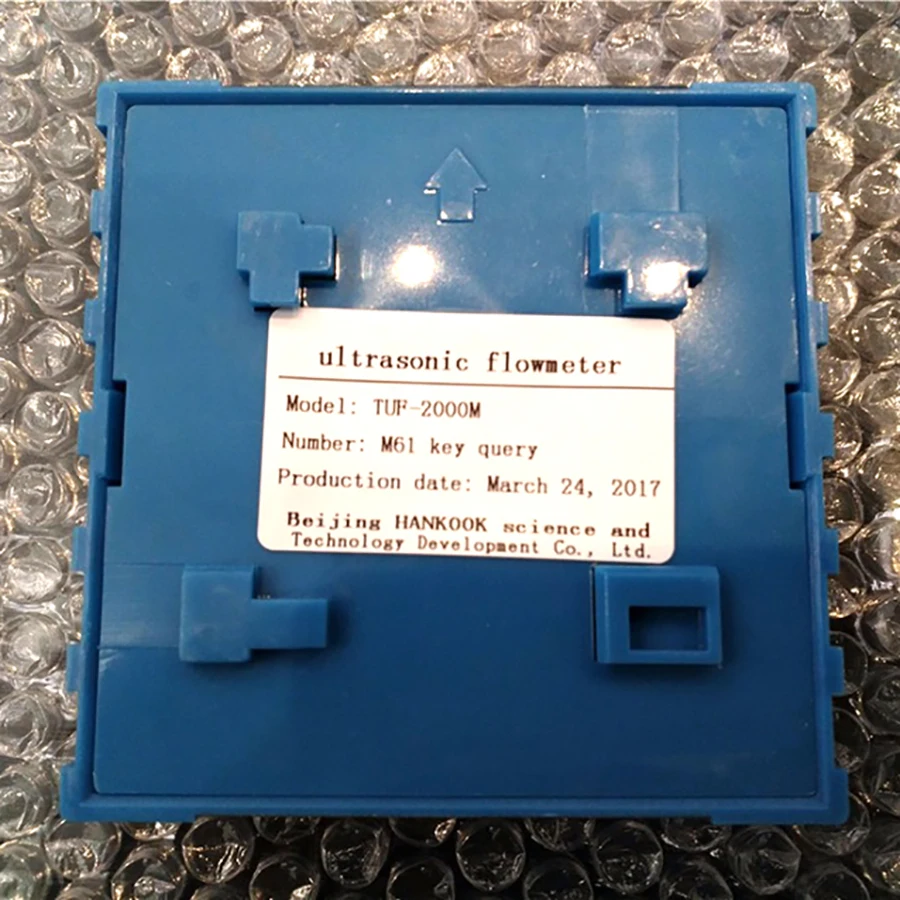 ultrasonic flowmeter
Model: TUF-2000M
Number: M61 key query
Production date: March 24, 2017
Beijing HANKOOK science and
Technology Development Co., Ltd.